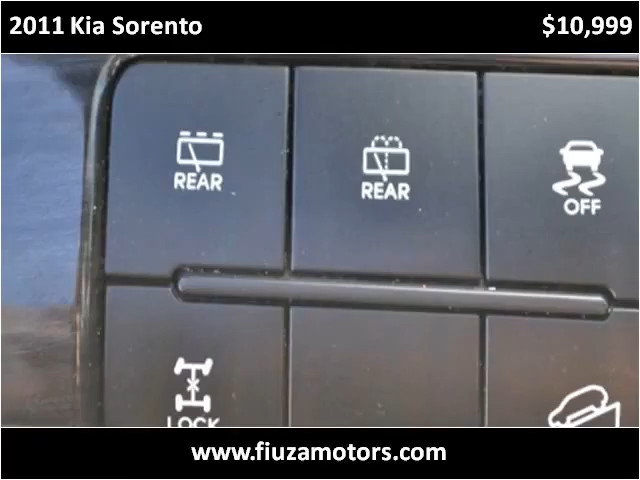 2011 Kia Sorento $10,999
REAR
REAR
OFF
LOCK
www.fiuzamotors.com